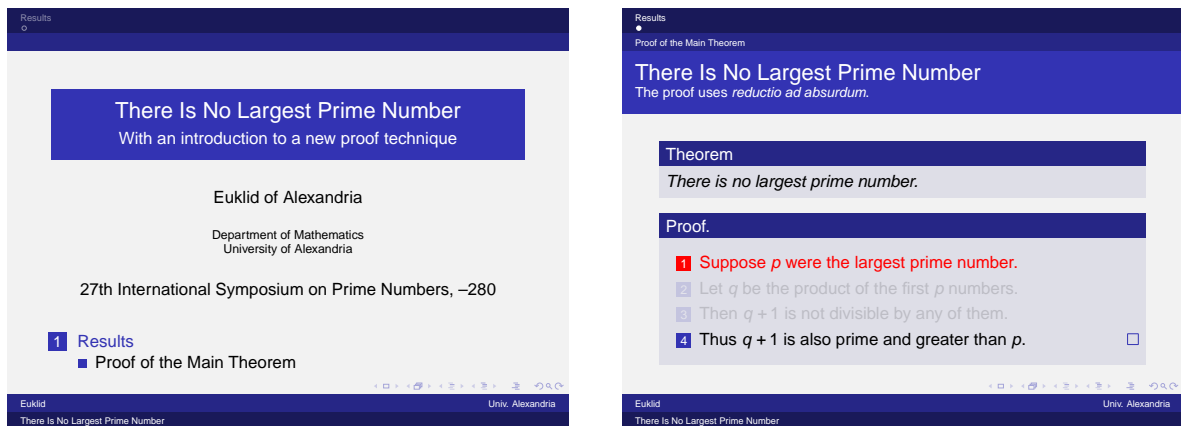 Results
There Is No Largest Prime Number
With an introduction to a new proof technique
Euklid of Alexandria
Department of Mathematics
University of Alexandria
27th International Symposium on Prime Numbers, –280
1 Results
Proof of the Main Theorem
Euklid Univ. Alexandria
There Is No Largest Prime Number
Results
Proof of the Main Theorem
There Is No Largest Prime Number
The proof uses reductio ad absurdum.
Theorem
There is no largest prime number.
Proof.
1 Suppose p were the largest prime number.
2 Let q be the product of the first p numbers.
3 Then q + 1 is not divisible by any of them.
4 Thus q + 1 is also prime and greater than p.
Euklid Univ. Alexandria
There Is No Largest Prime Number